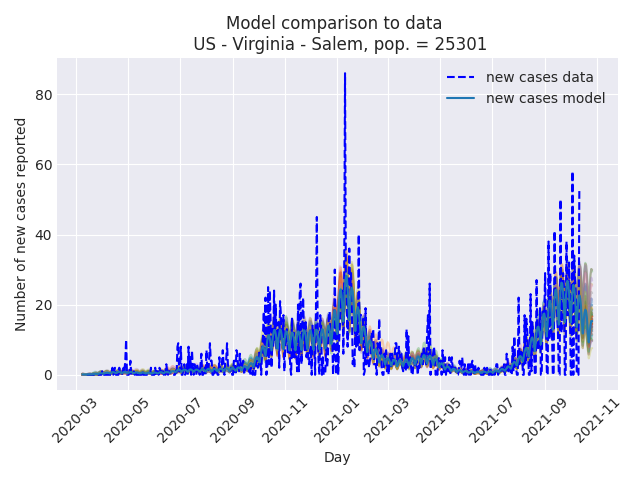 Model comparison to data
US - Virginia - Salem, pop. = 25301
new cases data
new cases model
Number of new cases reported
80
60
40
20
0
2020-03
2020-05
2020-07
2020-09
2020-11
2021-01
2021-03
2021-05
2021-07
2021-09
2021-11
Day